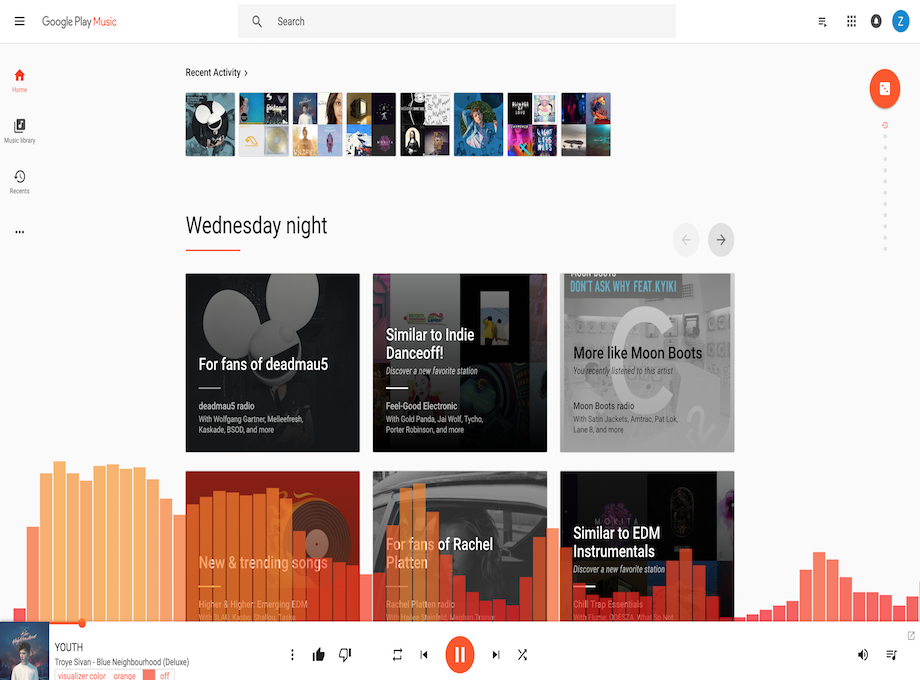 Google Play Music
Search
Z
Recent Activity
Home
Music library
Recents
Wednesday night
For fans of deadmau5
deadmau5 radio
With Wolfgang Gartner, Melleefresh,
Kaskade, BSOD, and more
Similar to Indie
Danceoff!
Discover a new favorite station
Feel-Good Electronic
With Gold Panda, Jai Wolf, Tycho,
Porter Robinson, and more
MOON BOOTS
DON'T ASK WHY FEAT. KYIKI
More like Moon Boots
You recently listened to this artist
Moon Boots radio
With Satin Jackets, Amtrac, Pat Lok,
Lane 8, and more
New & trending songs
Higher & Higher: Emerging EDM
For fans of Rachel
Platten
Rachel Platten radio
MOKITA
Similar to EDM
Instrumentals
Discover a new favorite station
Chill Trap Essentials
With Flume, ODESZA, What So Not
YOUTH
Troye Sivan - Blue Neighbourhood (Deluxe)
visualizer color orange off